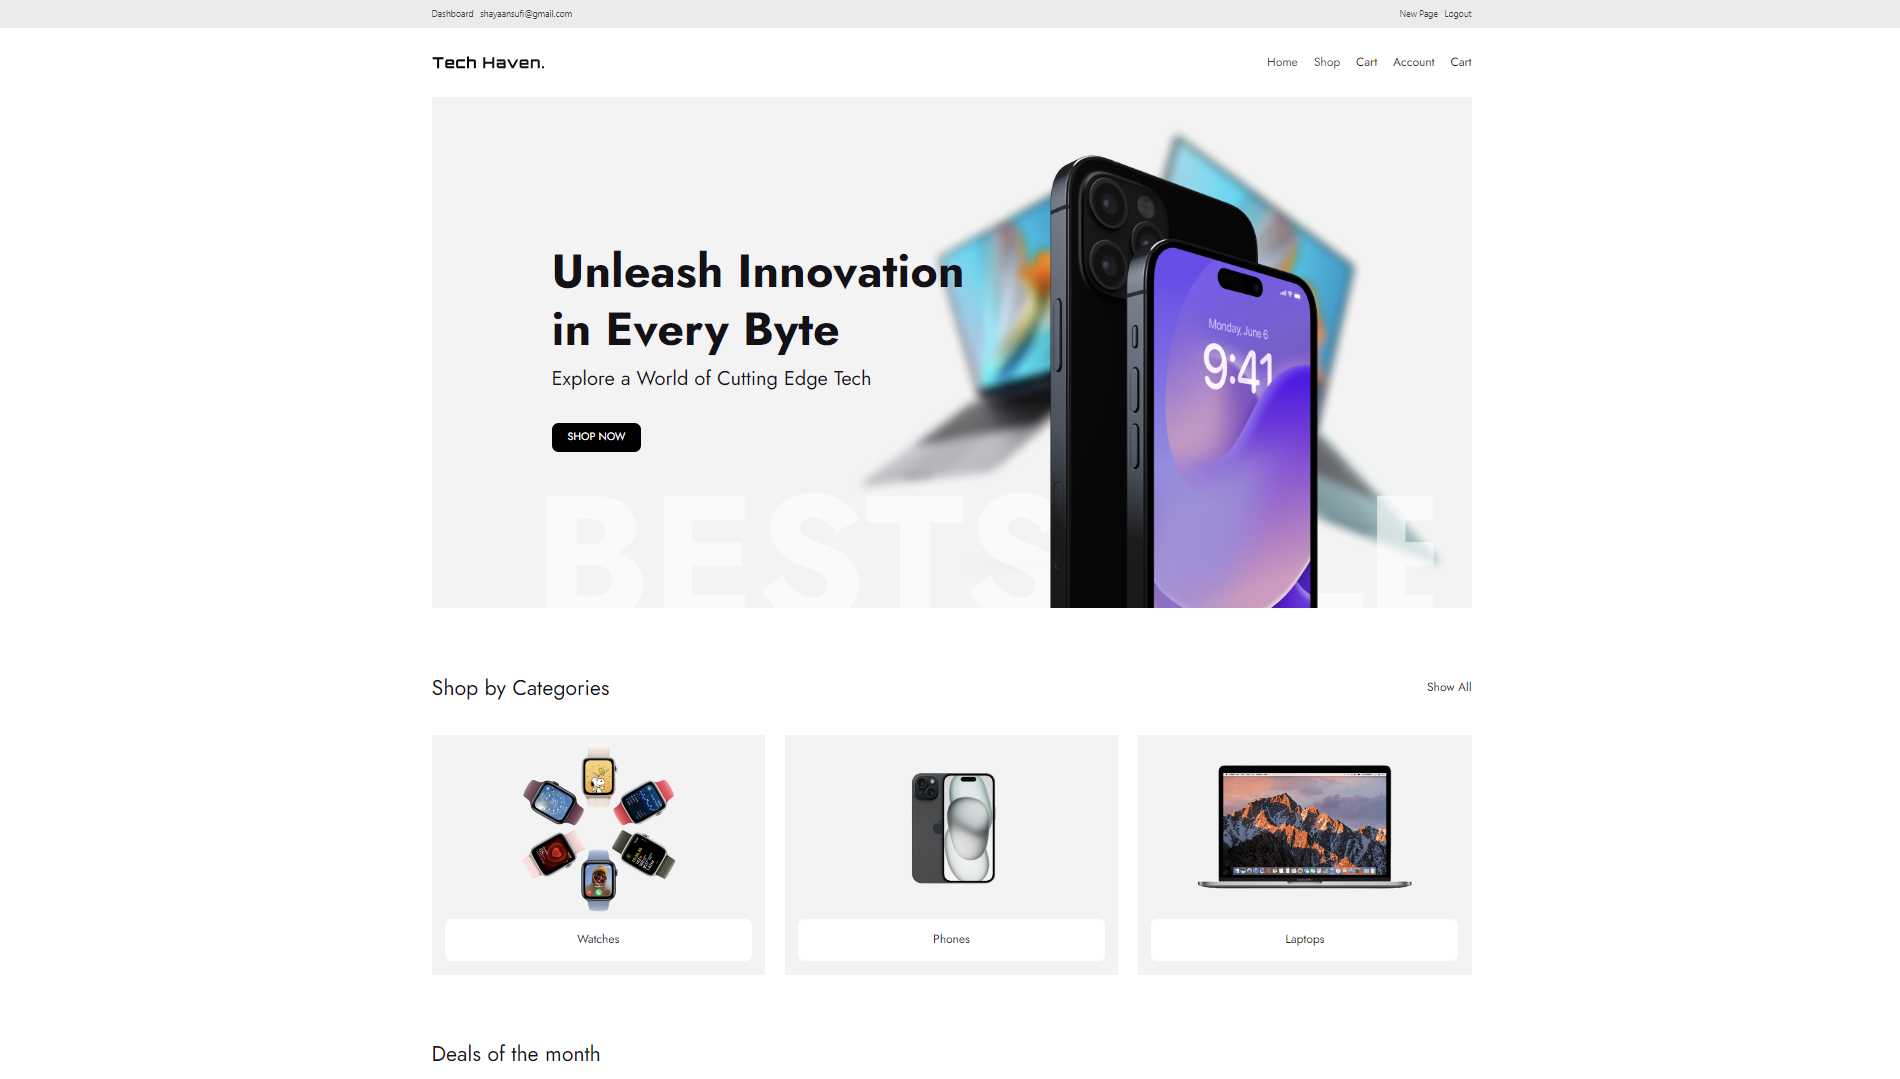 Dashboard shayaansufi@gmail.com New Page Logout
Tech Haven. Home Shop Cart Account Cart
Unleash Innovation
in Every Byte
Explore a World of Cutting Edge Tech
SHOP NOW
Monday, June 6
9:41
Shop by Categories Show All
Watches Phones Laptops
Deals of the month